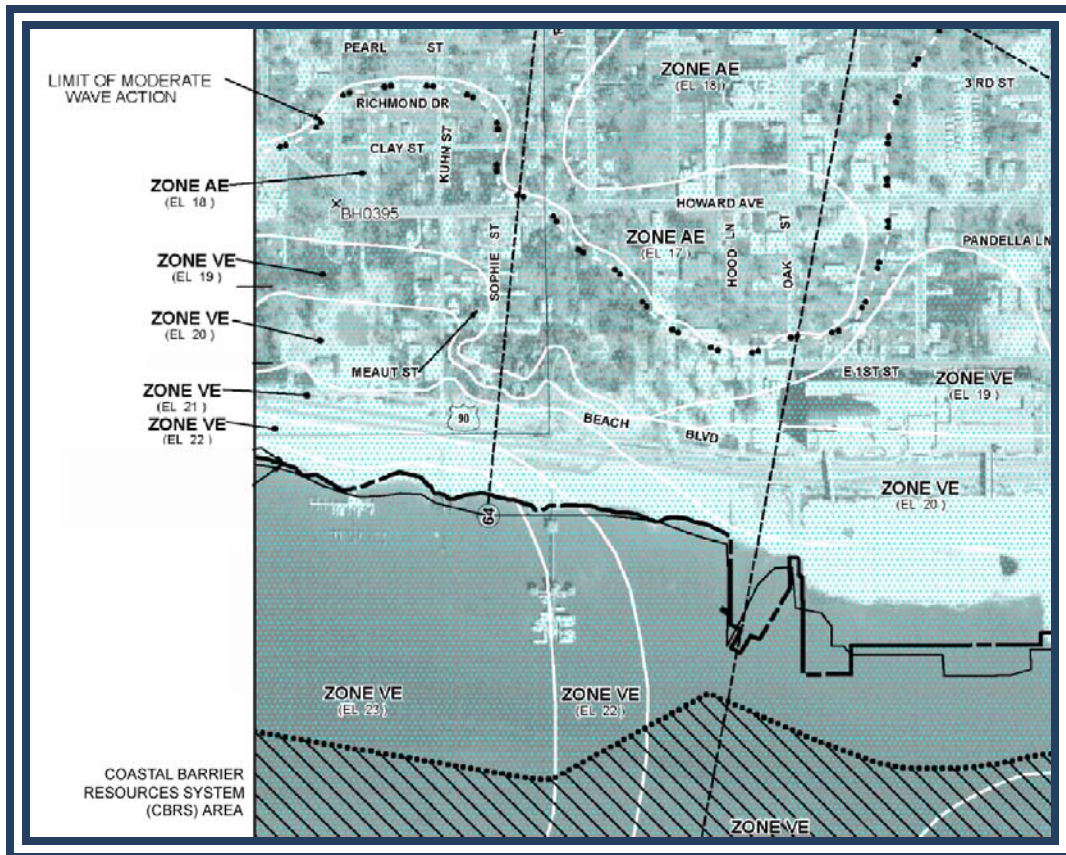 PEARL ST
LIMIT OF MODERATE
WAVE ACTION
RICHMOND DR
ZONE AE
(EL 18)
3 RD ST
CLAY ST
KUHN ST
ZONE AE
(EL 18)
BH0395
HOWARD AVE
SOPHIE ST
ZONE AE
(EL 17)
HOOD LN
OAK ST
PANDELLA LN
ZONE VE
(EL 19)
ZONE VE
(EL 20)
MEAUT ST
E 1ST ST
ZONE VE
(EL 19)
ZONE VE
(EL 21)
90
BEACH BLVD
ZONE VE
(EL 22)
ZONE VE
(EL 20)
64
ZONE VE
(EL 23)
ZONE VE
(EL 22)
COASTAL BARRIER
RESOURCES SYSTEM
(CBRS) AREA
ZONE VE